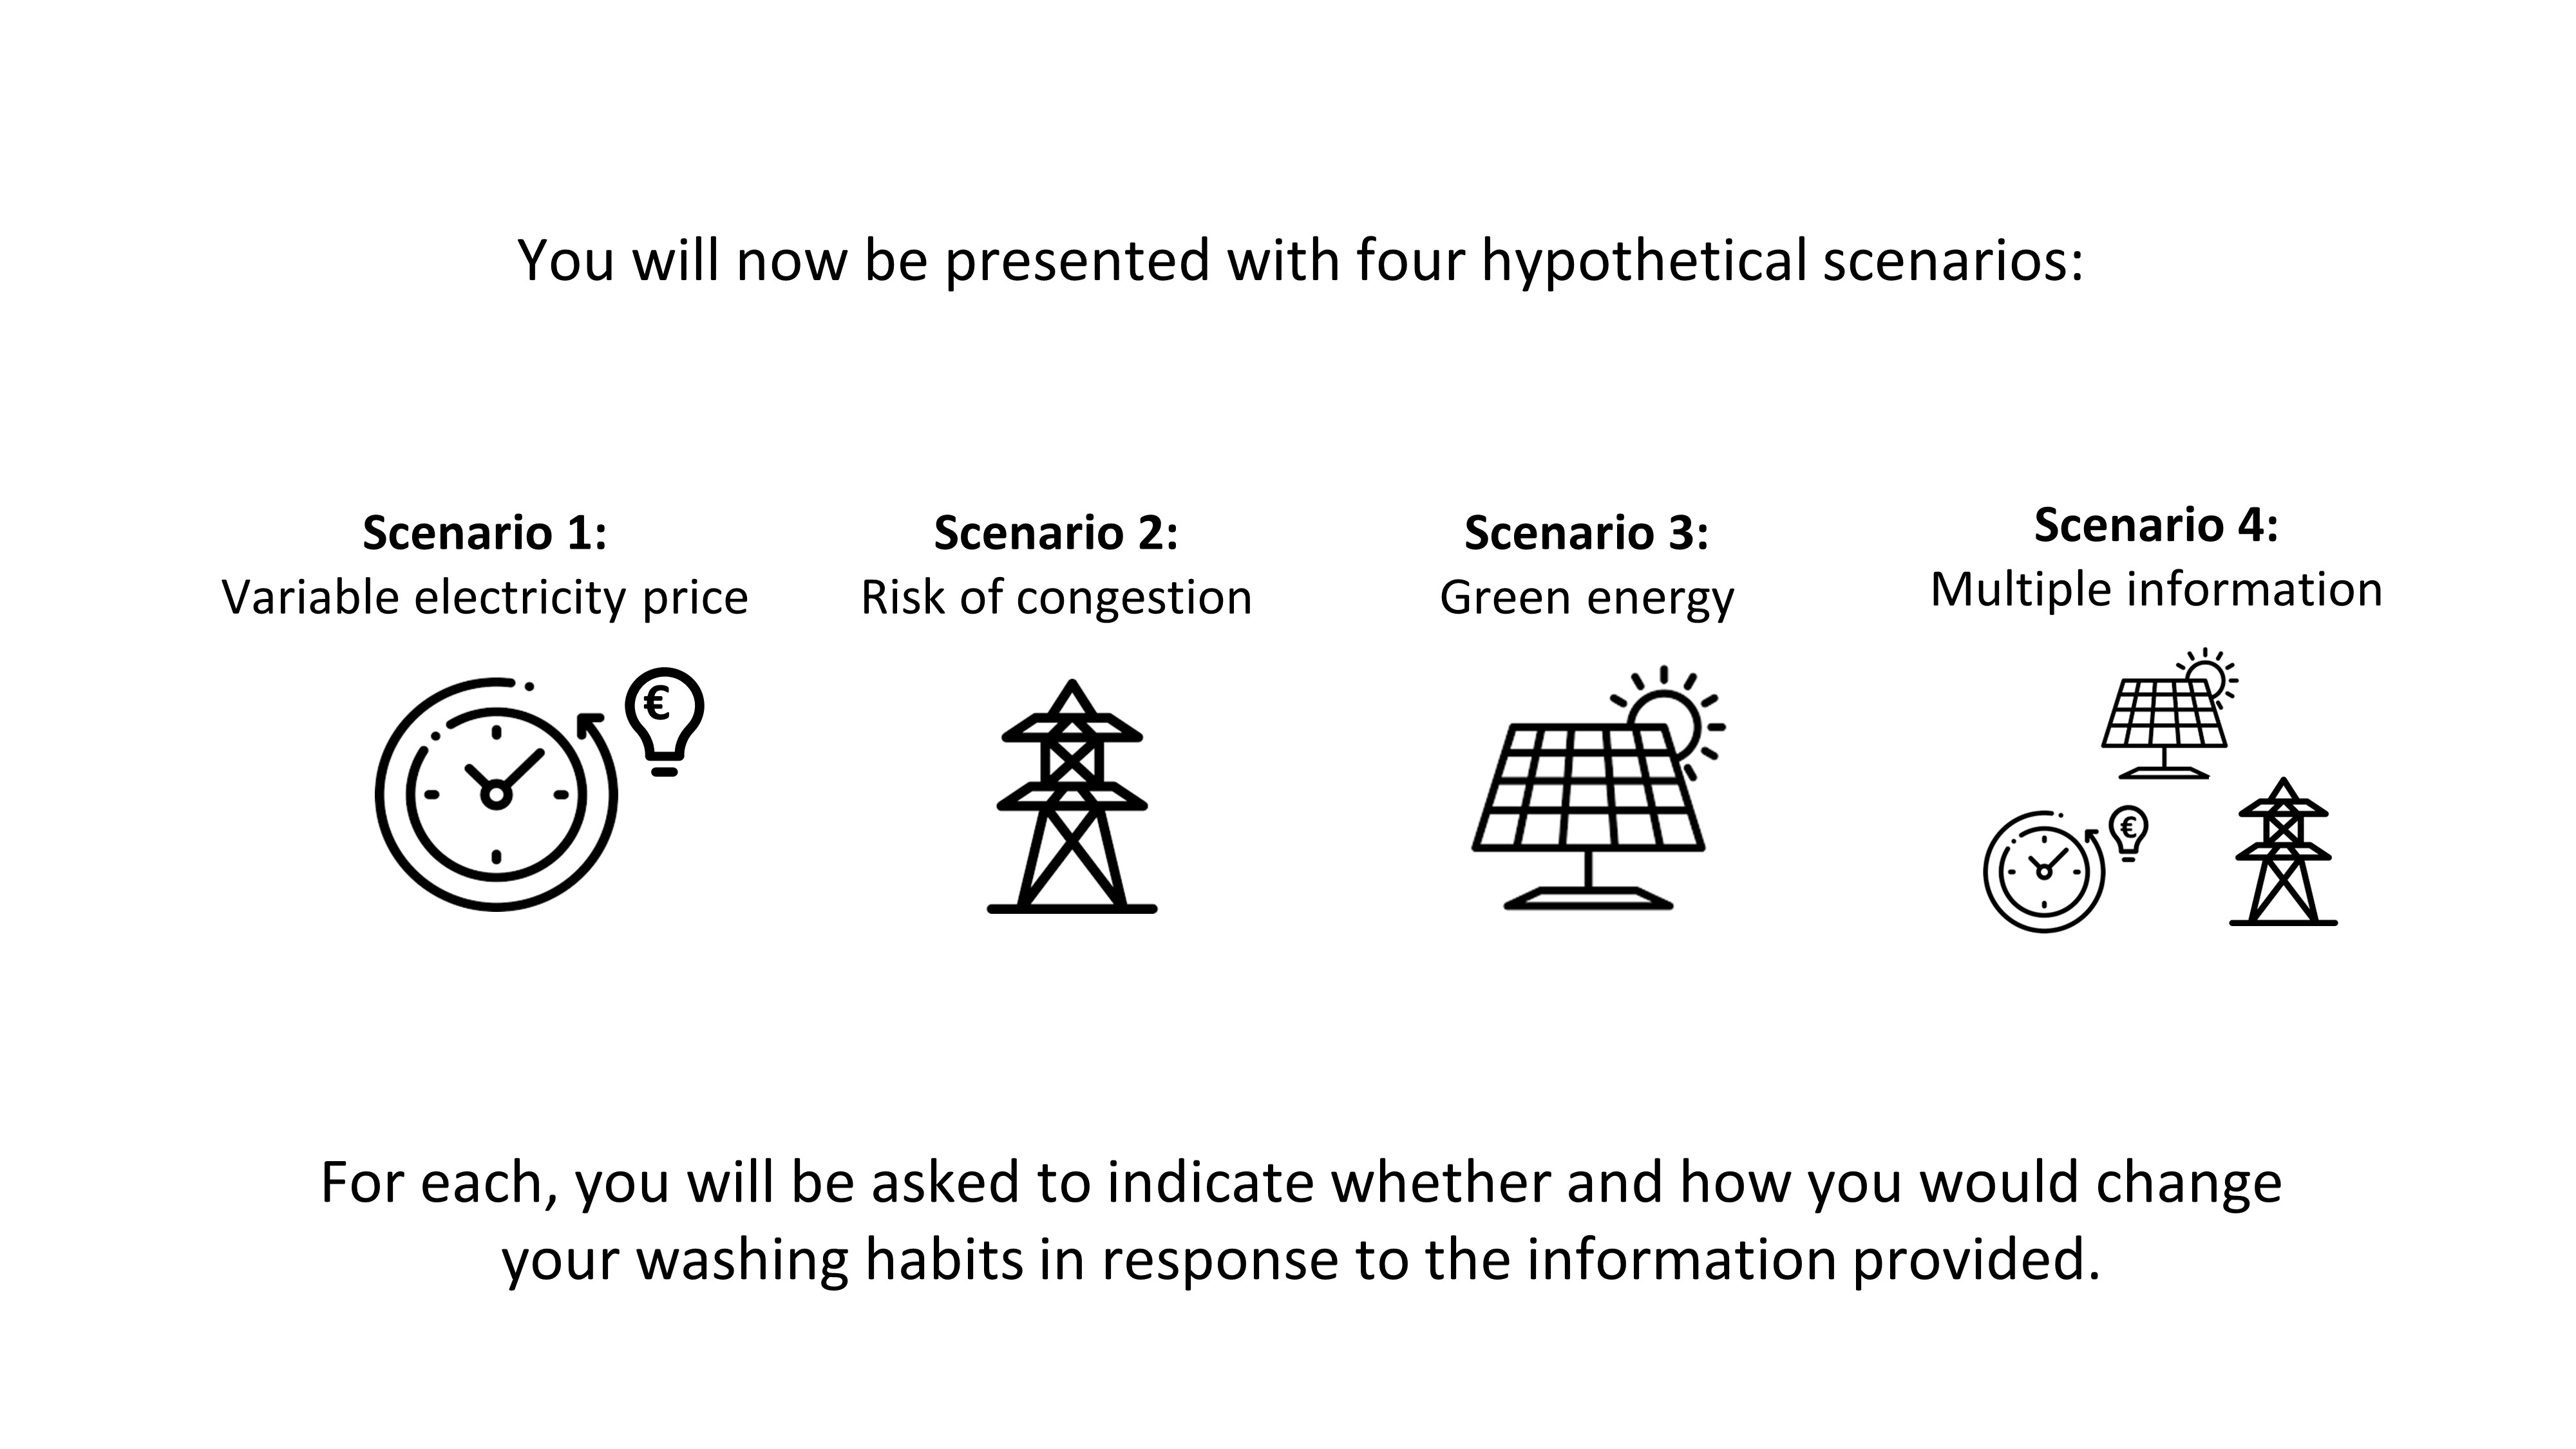 You will now be presented with four hypothetical scenarios:
Scenario 1:
Variable electricity price
€
Scenario 2:
Risk of congestion
Scenario 3:
Green energy
Scenario 4:
Multiple information
€
For each, you will be asked to indicate whether and how you would change
your washing habits in response to the information provided.